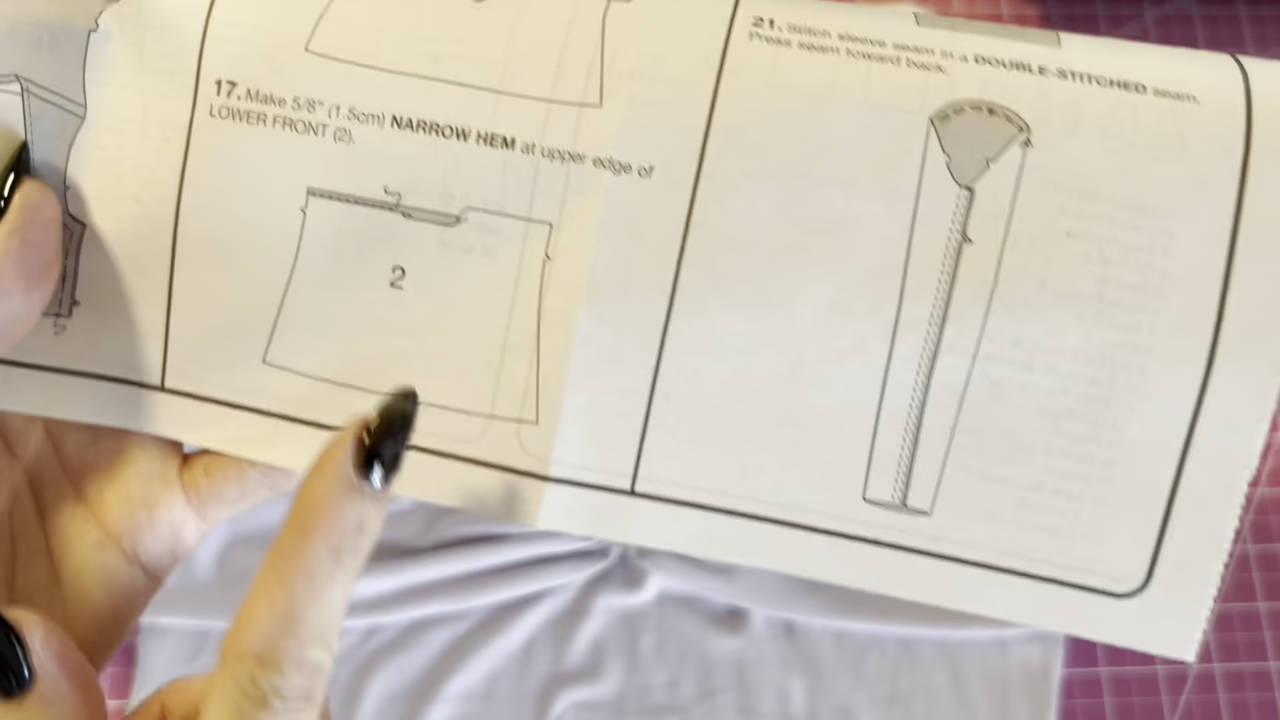 17. Make 5/8" (1.5cm) NARROW HEM at upper edge of
LOWER FRONT (2).
2
21. Stitch sleeve seam in a DOUBLE-STITCHED seam.
Press seam toward back.